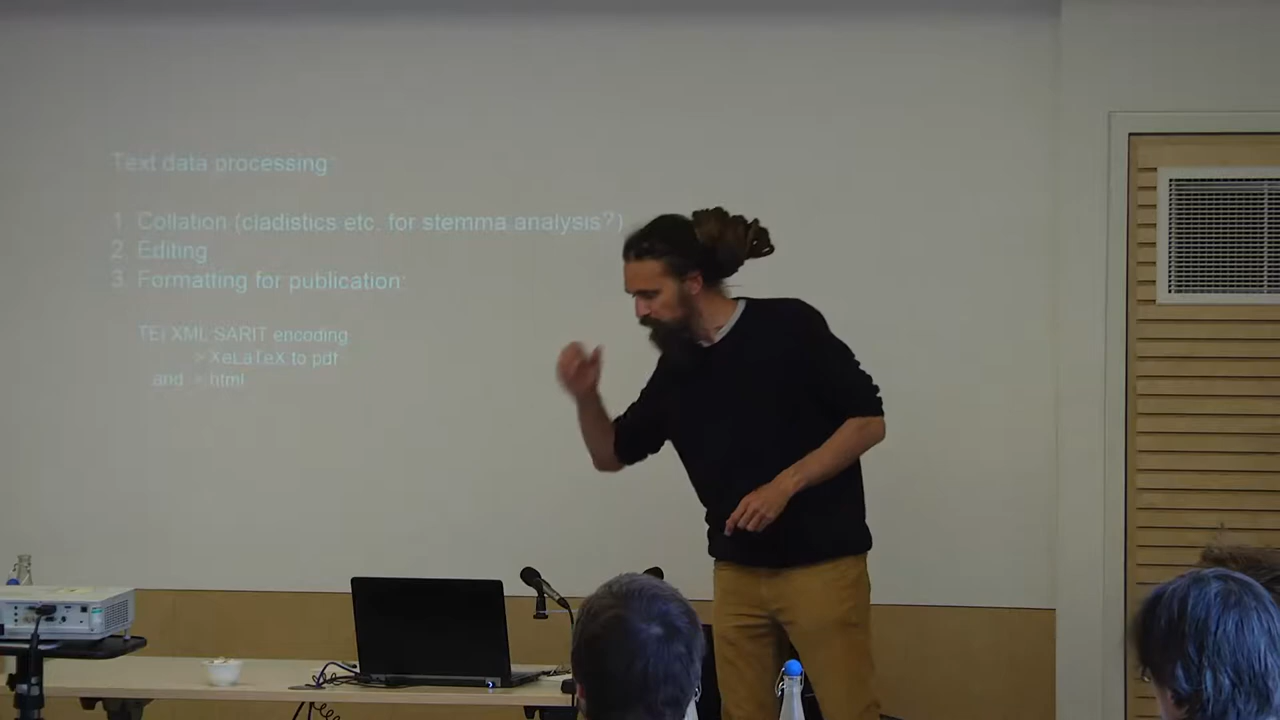 Text data processing:
1. Collation (cladistics etc. for stemma analysis?)
2. Editing
3. Formatting for publication:
TEI XML SARIT encoding
> XeLaTeX to pdf
and > html